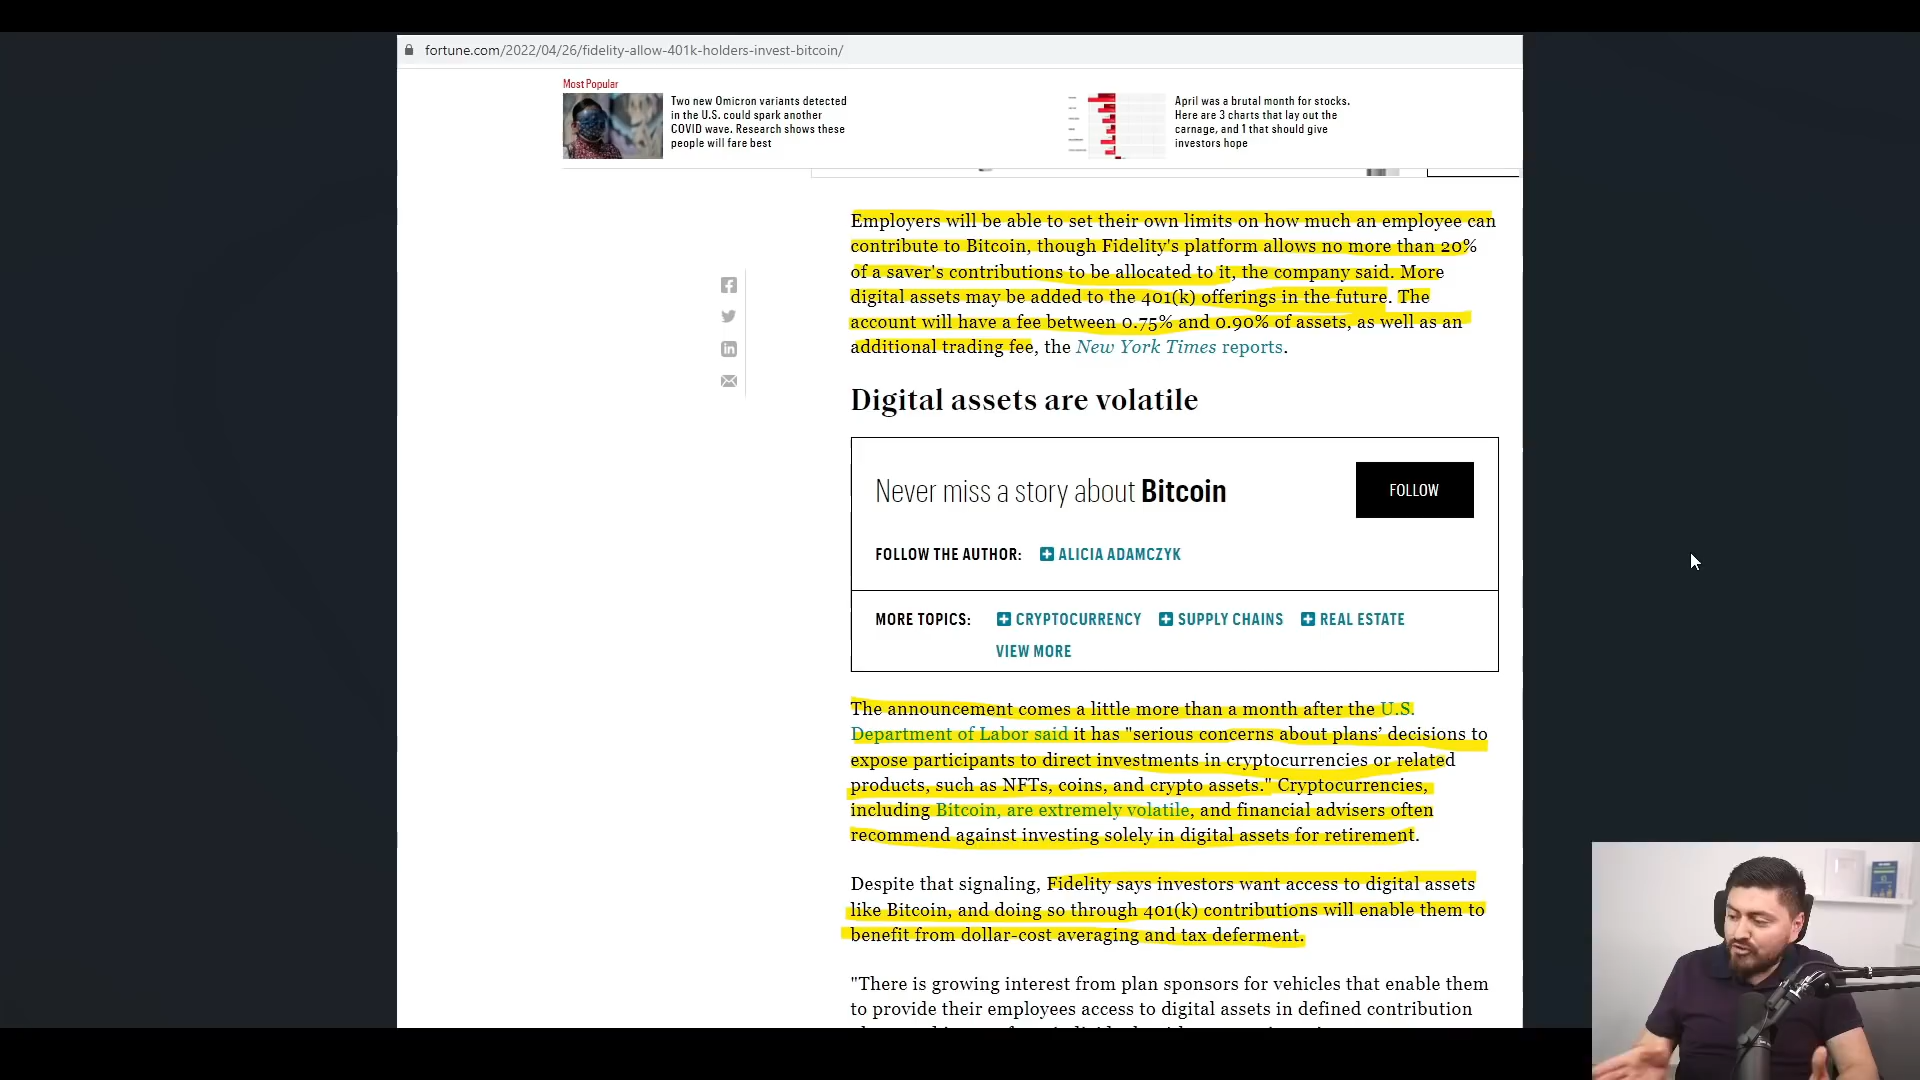 fortune.com/2022/04/26/fidelity-allow-401k-holders-invest-bitcoin/
Most Popular
Two new Omicron variants detected
in the U.S. could spark another
COVID wave. Research shows these
people will fare best
April was a brutal month for stocks.
Here are 3 charts that lay out the
carnage, and 1 that should give
investors hope
Employers will be able to set their own limits on how much an employee can
contribute to Bitcoin, though Fidelity's platform allows no more than 20%
of a saver's contributions to be allocated to it, the company said. More
digital assets may be added to the 401(k) offerings in the future. The
account will have a fee between 0.75% and 0.90% of assets, as well as an
additional trading fee, the New York Times reports.
Digital assets are volatile
Never miss a story about Bitcoin
FOLLOW
FOLLOW THE AUTHOR: ALICIA ADAMCZYK
MORE TOPICS: CRYPTOCURRENCY SUPPLY CHAINS REAL ESTATE
VIEW MORE
The announcement comes a little more than a month after the U.S.
Department of Labor said it has "serious concerns about plans’ decisions to
expose participants to direct investments in cryptocurrencies or related
products, such as NFTs, coins, and crypto assets." Cryptocurrencies,
including Bitcoin, are extremely volatile, and financial advisers often
recommend against investing solely in digital assets for retirement.
Despite that signaling, Fidelity says investors want access to digital assets
like Bitcoin, and doing so through 401(k) contributions will enable them to
benefit from dollar-cost averaging and tax deferment.
"There is growing interest from plan sponsors for vehicles that enable them
to provide their employees access to digital assets in defined contribution